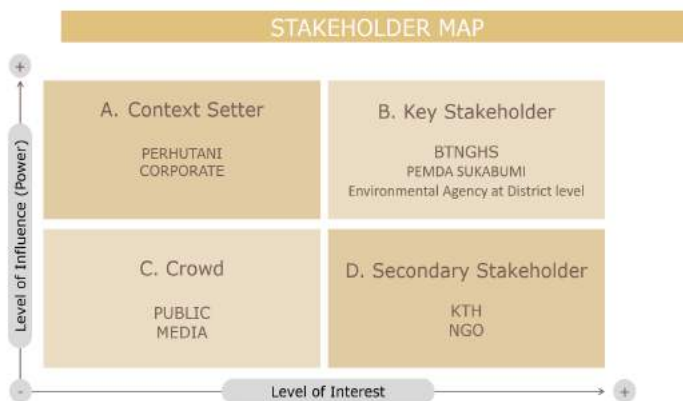 STAKEHOLDER MAP
+
Level of Influence (Power)
A. Context Setter
PERHUTANI
CORPORATE
B. Key Stakeholder
BTNGHS
PEMDA SUKABUMI
Environmental Agency at District level
C. Crowd
PUBLIC
MEDIA
D. Secondary Stakeholder
KTH
NGO
-
Level of Interest
+